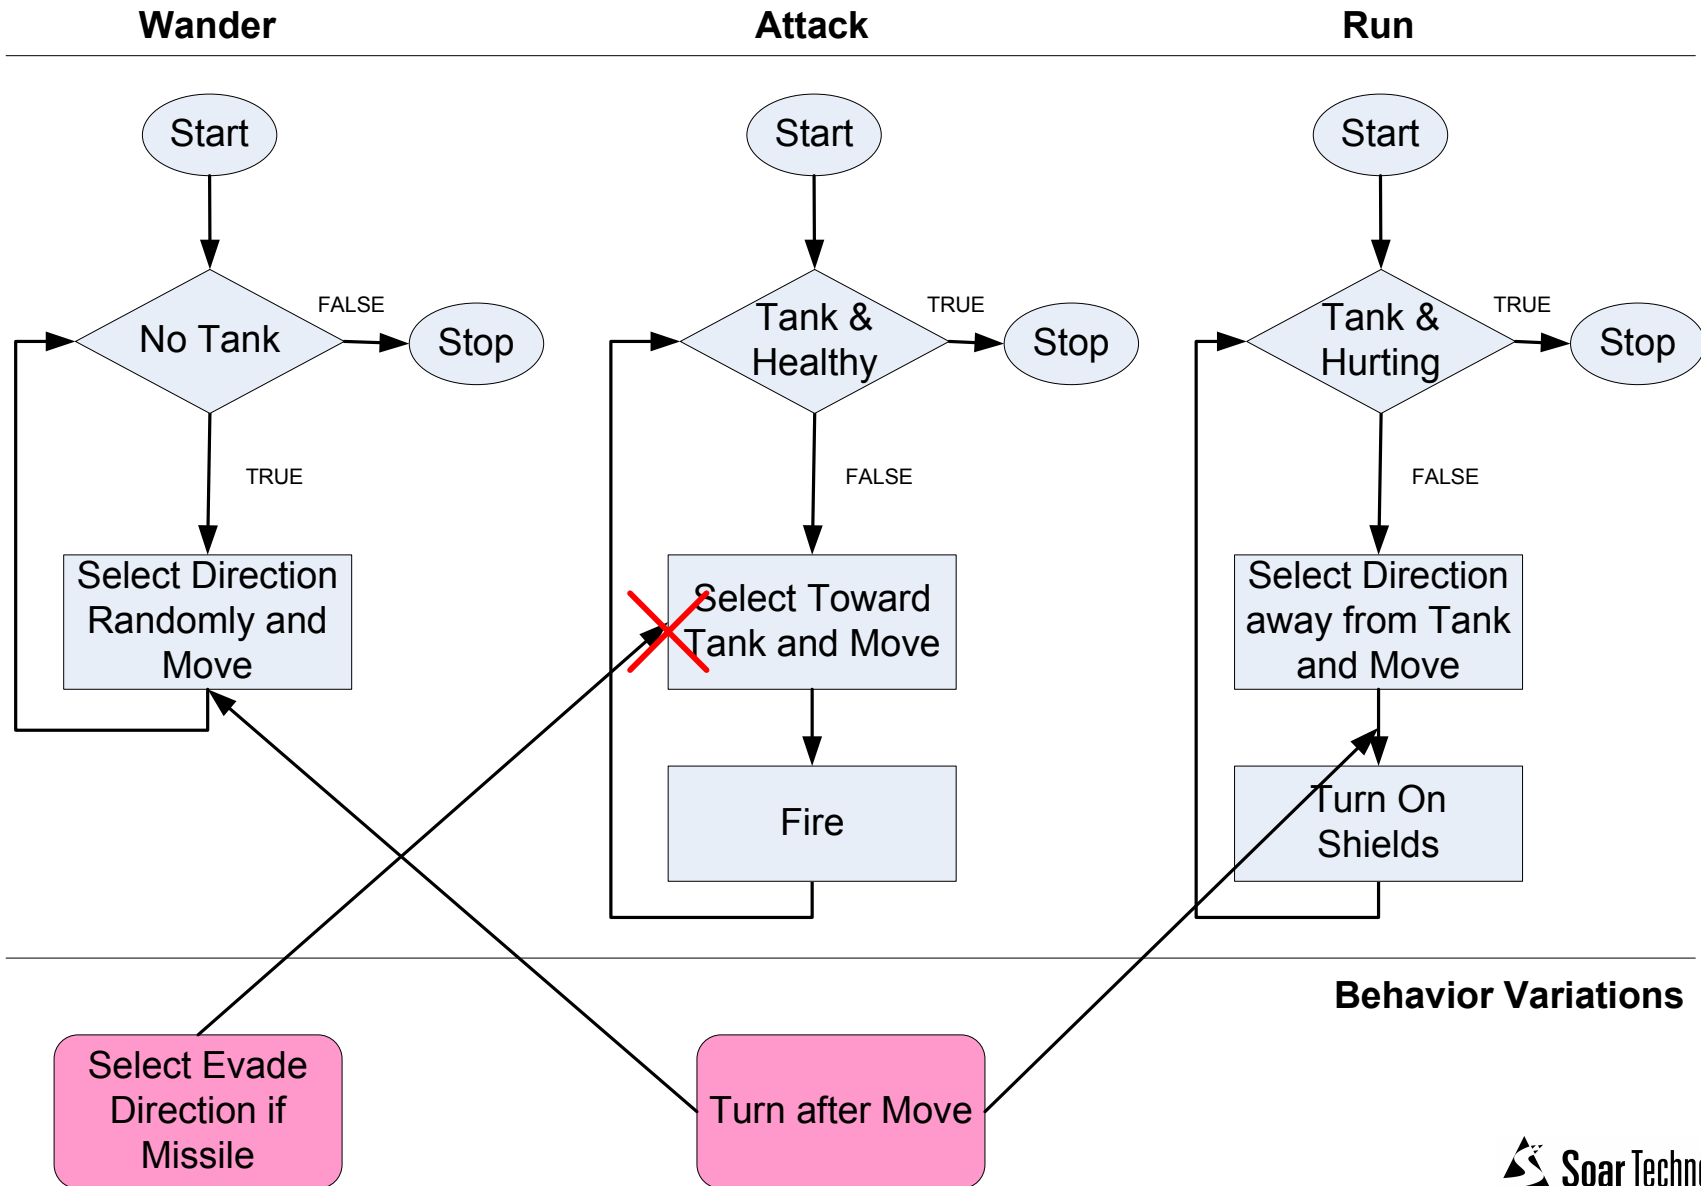 Wander
Attack
Run
Start
Start
Start
No Tank
FALSE
Stop
Tank &
Healthy
TRUE
Stop
Tank &
Hurting
TRUE
Stop
TRUE
FALSE
FALSE
Select Direction
Randomly and
Move
Select Toward
Tank and Move
Select Direction
away from Tank
and Move
Fire
Turn On
Shields
Behavior Variations
Select Evade
Direction if
Missile
Turn after Move
Soar Techno